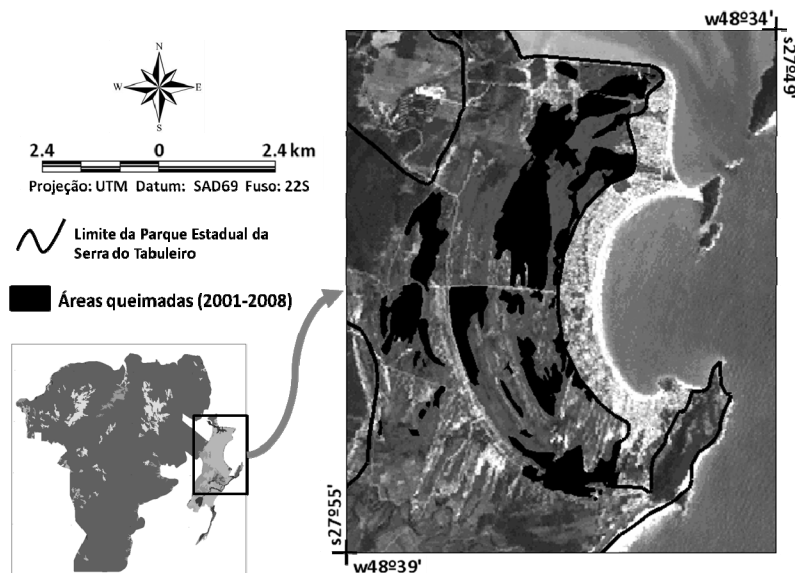 w48º34'
s27º49'
N
W
E
S
2.4 0 2.4 km
Projeção: UTM Datum: SAD69 Fuso: 22S
Limite da Parque Estadual da
Serra do Tabuleiro
Áreas queimadas (2001-2008)
s27º55'
w48º39'